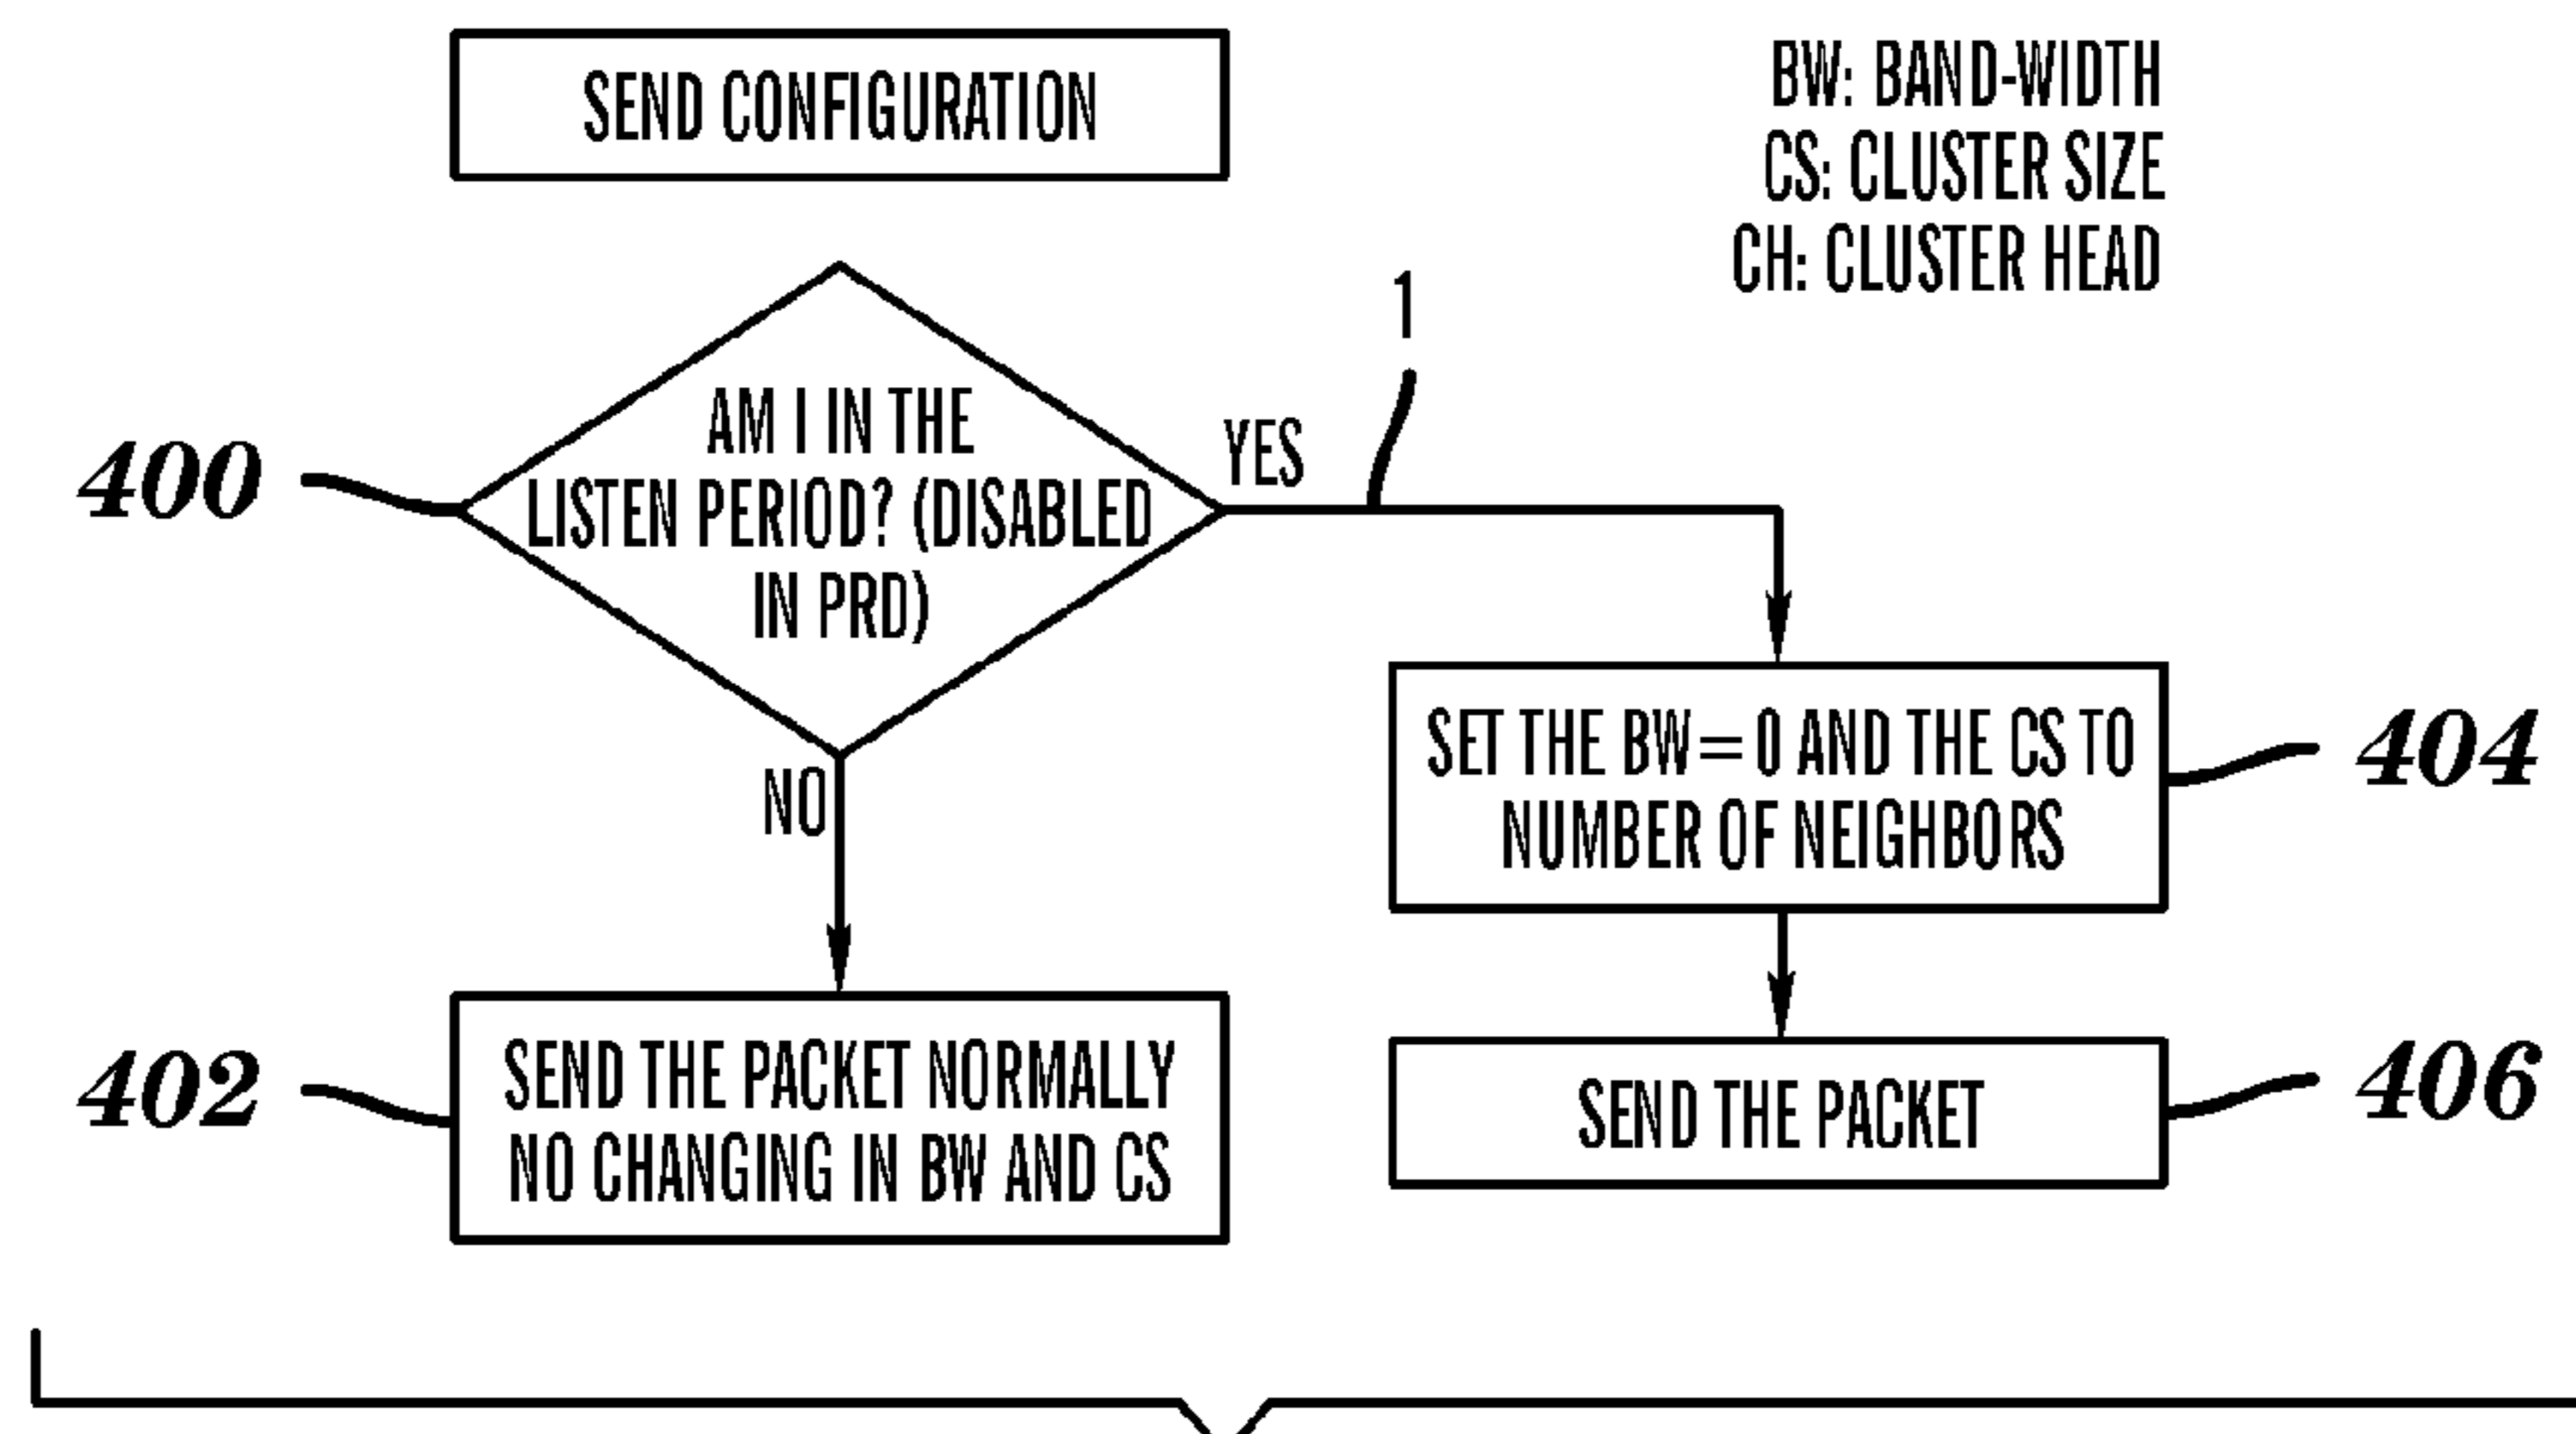 SEND CONFIGURATION
BW: BAND-WIDTH
CS: CLUSTER SIZE
CH: CLUSTER HEAD
1
400
AM I IN THE
LISTEN PERIOD? (DISABLED
IN PRD)
YES
NO
SET THE BW=0 AND THE CS TO
NUMBER OF NEIGHBORS
404
402
SEND THE PACKET NORMALLY
NO CHANGING IN BW AND CS
SEND THE PACKET
406